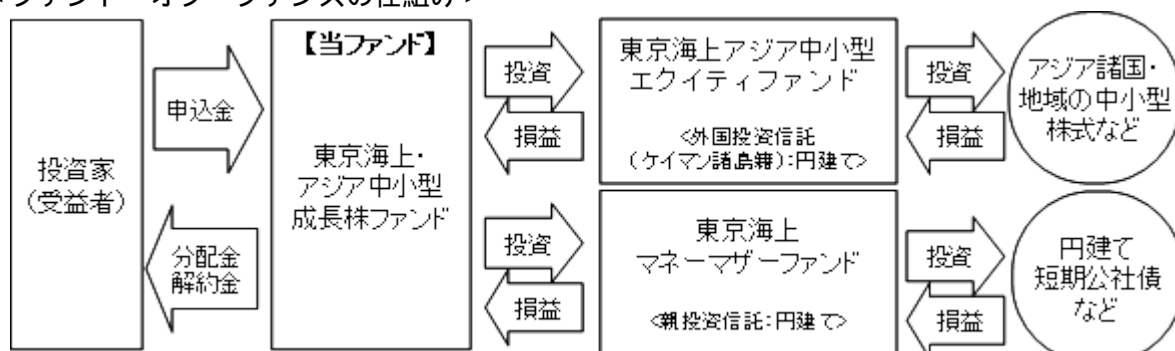 <ファンド・オブ・ファンズの仕組み>
投資家
(受益者)
申込金
分配金
解約金
【当ファンド】
東京海上・
アジア中小型
成長株ファンド
投資
損益
東京海上アジア中小型
エクイティファンド
<外国投資信託
(ケイマン諸島籍):円建て>
投資
損益
アジア諸国・
地域の中小型
株式など
投資
損益
東京海上
マネーマザーファンド
<親投資信託:円建て>
投資
損益
円建て
短期公社債
など